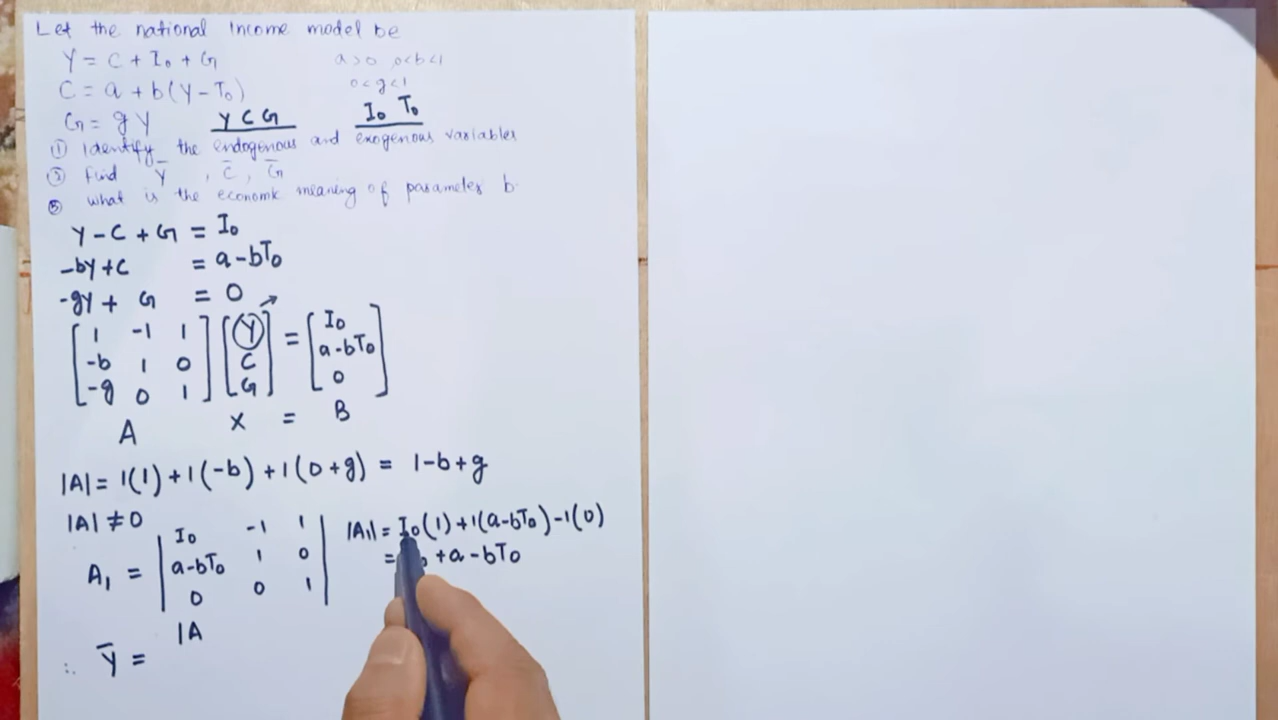 Let the national income model be
Y = C + I₀ + G
a > 0 , 0 < b < 1
C = a + b(Y - T₀)
0 < g < 1
G = gY
Y C G
I₀ T₀
① Identify the endogenous and exogenous variables
② Find Ȳ , C̄ , Ḡ
③ what is the economic meaning of parameter b
Y - C + G = I₀
-bY + C = a - bT₀
-gY + G = 0
[1 -1 1] [Y] = [I₀]
[-b 1 0] [C] [a - bT₀]
[-g 0 1] [G] [0]
A X = B
|A| = 1(1) + 1(-b) + 1(0 + g) = 1 - b + g
|A| ≠ 0
A₁ = | I₀ -1 1 |
| a - bT₀ 1 0 |
| 0 0 1 |
|A₁| = I₀(1) + 1(a - bT₀) - 1(0)
= + a - bT₀
|A
∴ Ȳ =